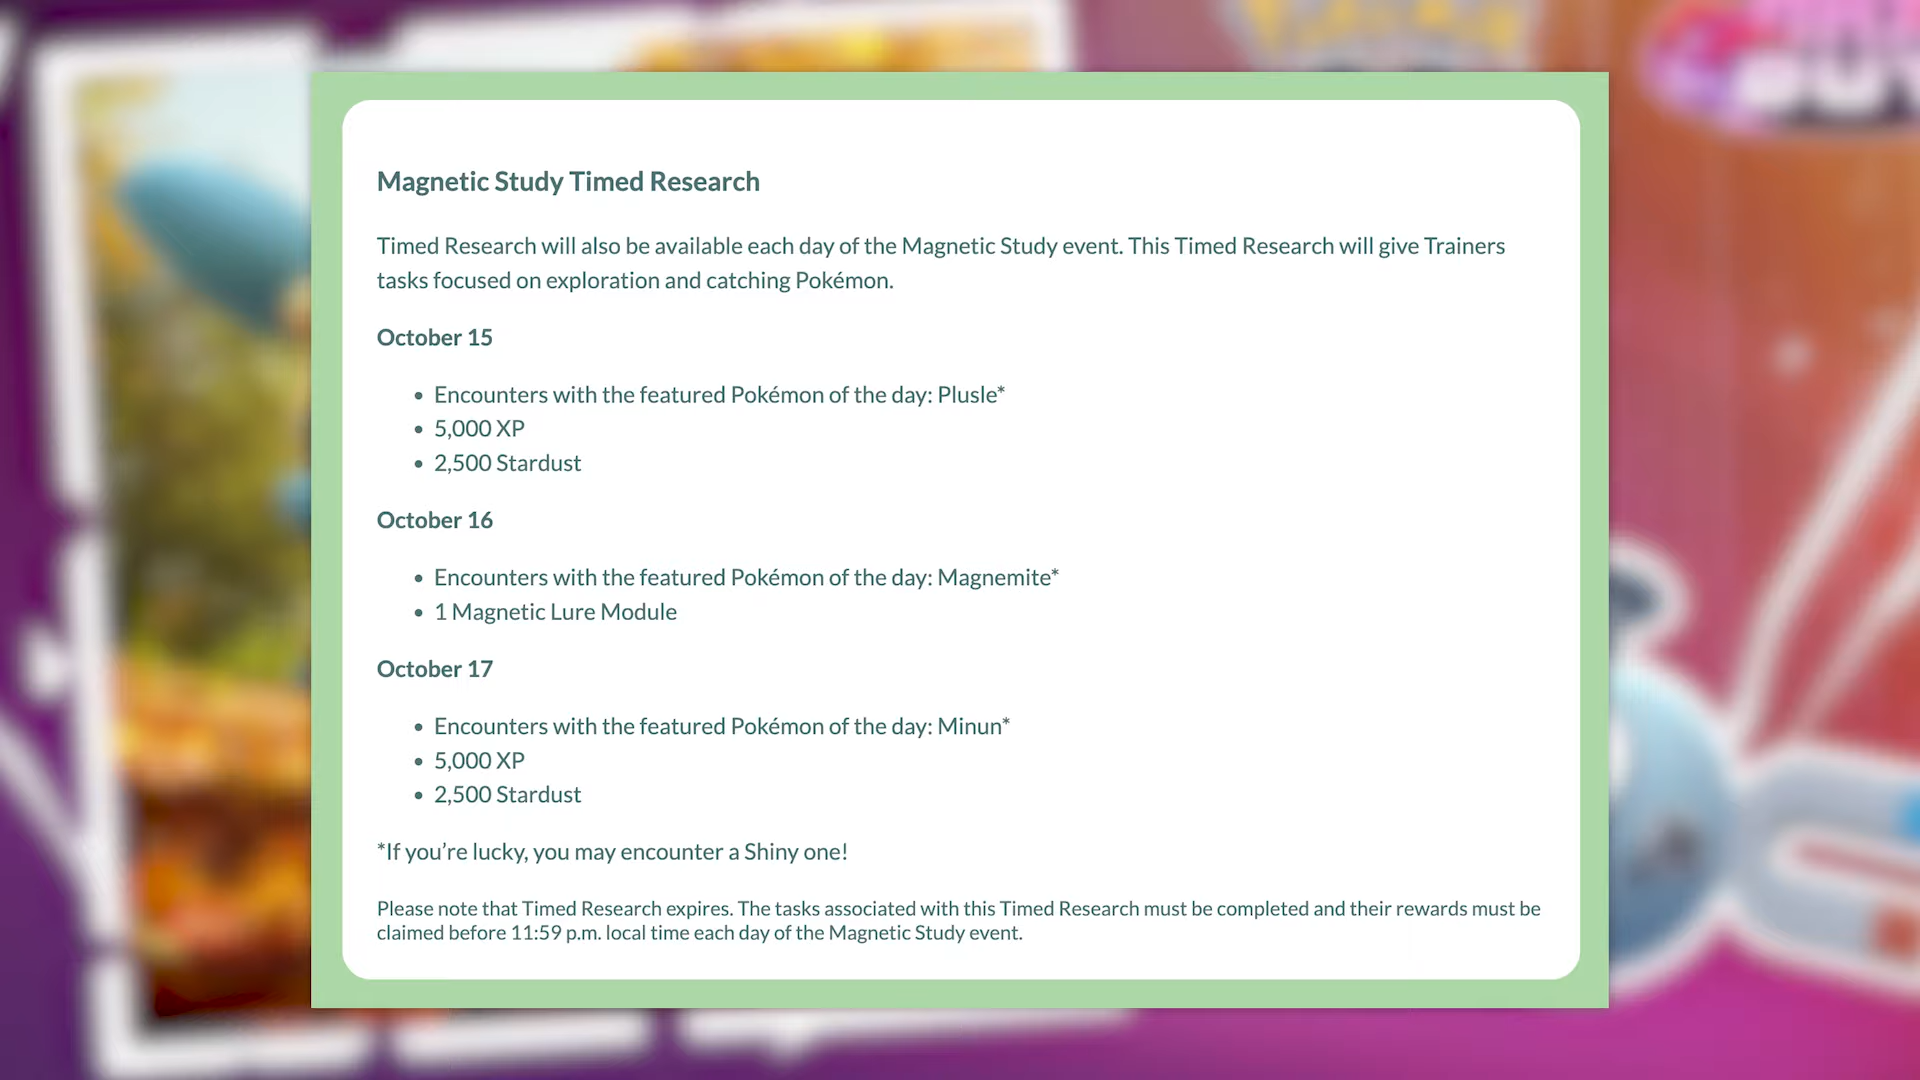 Magnetic Study Timed Research
Timed Research will also be available each day of the Magnetic Study event. This Timed Research will give Trainers
tasks focused on exploration and catching Pokémon.
October 15
• Encounters with the featured Pokémon of the day: Plusle*
• 5,000 XP
• 2,500 Stardust
October 16
• Encounters with the featured Pokémon of the day: Magnemite*
• 1 Magnetic Lure Module
October 17
• Encounters with the featured Pokémon of the day: Minun*
• 5,000 XP
• 2,500 Stardust
*If you’re lucky, you may encounter a Shiny one!
Please note that Timed Research expires. The tasks associated with this Timed Research must be completed and their rewards must be
claimed before 11:59 p.m. local time each day of the Magnetic Study event.